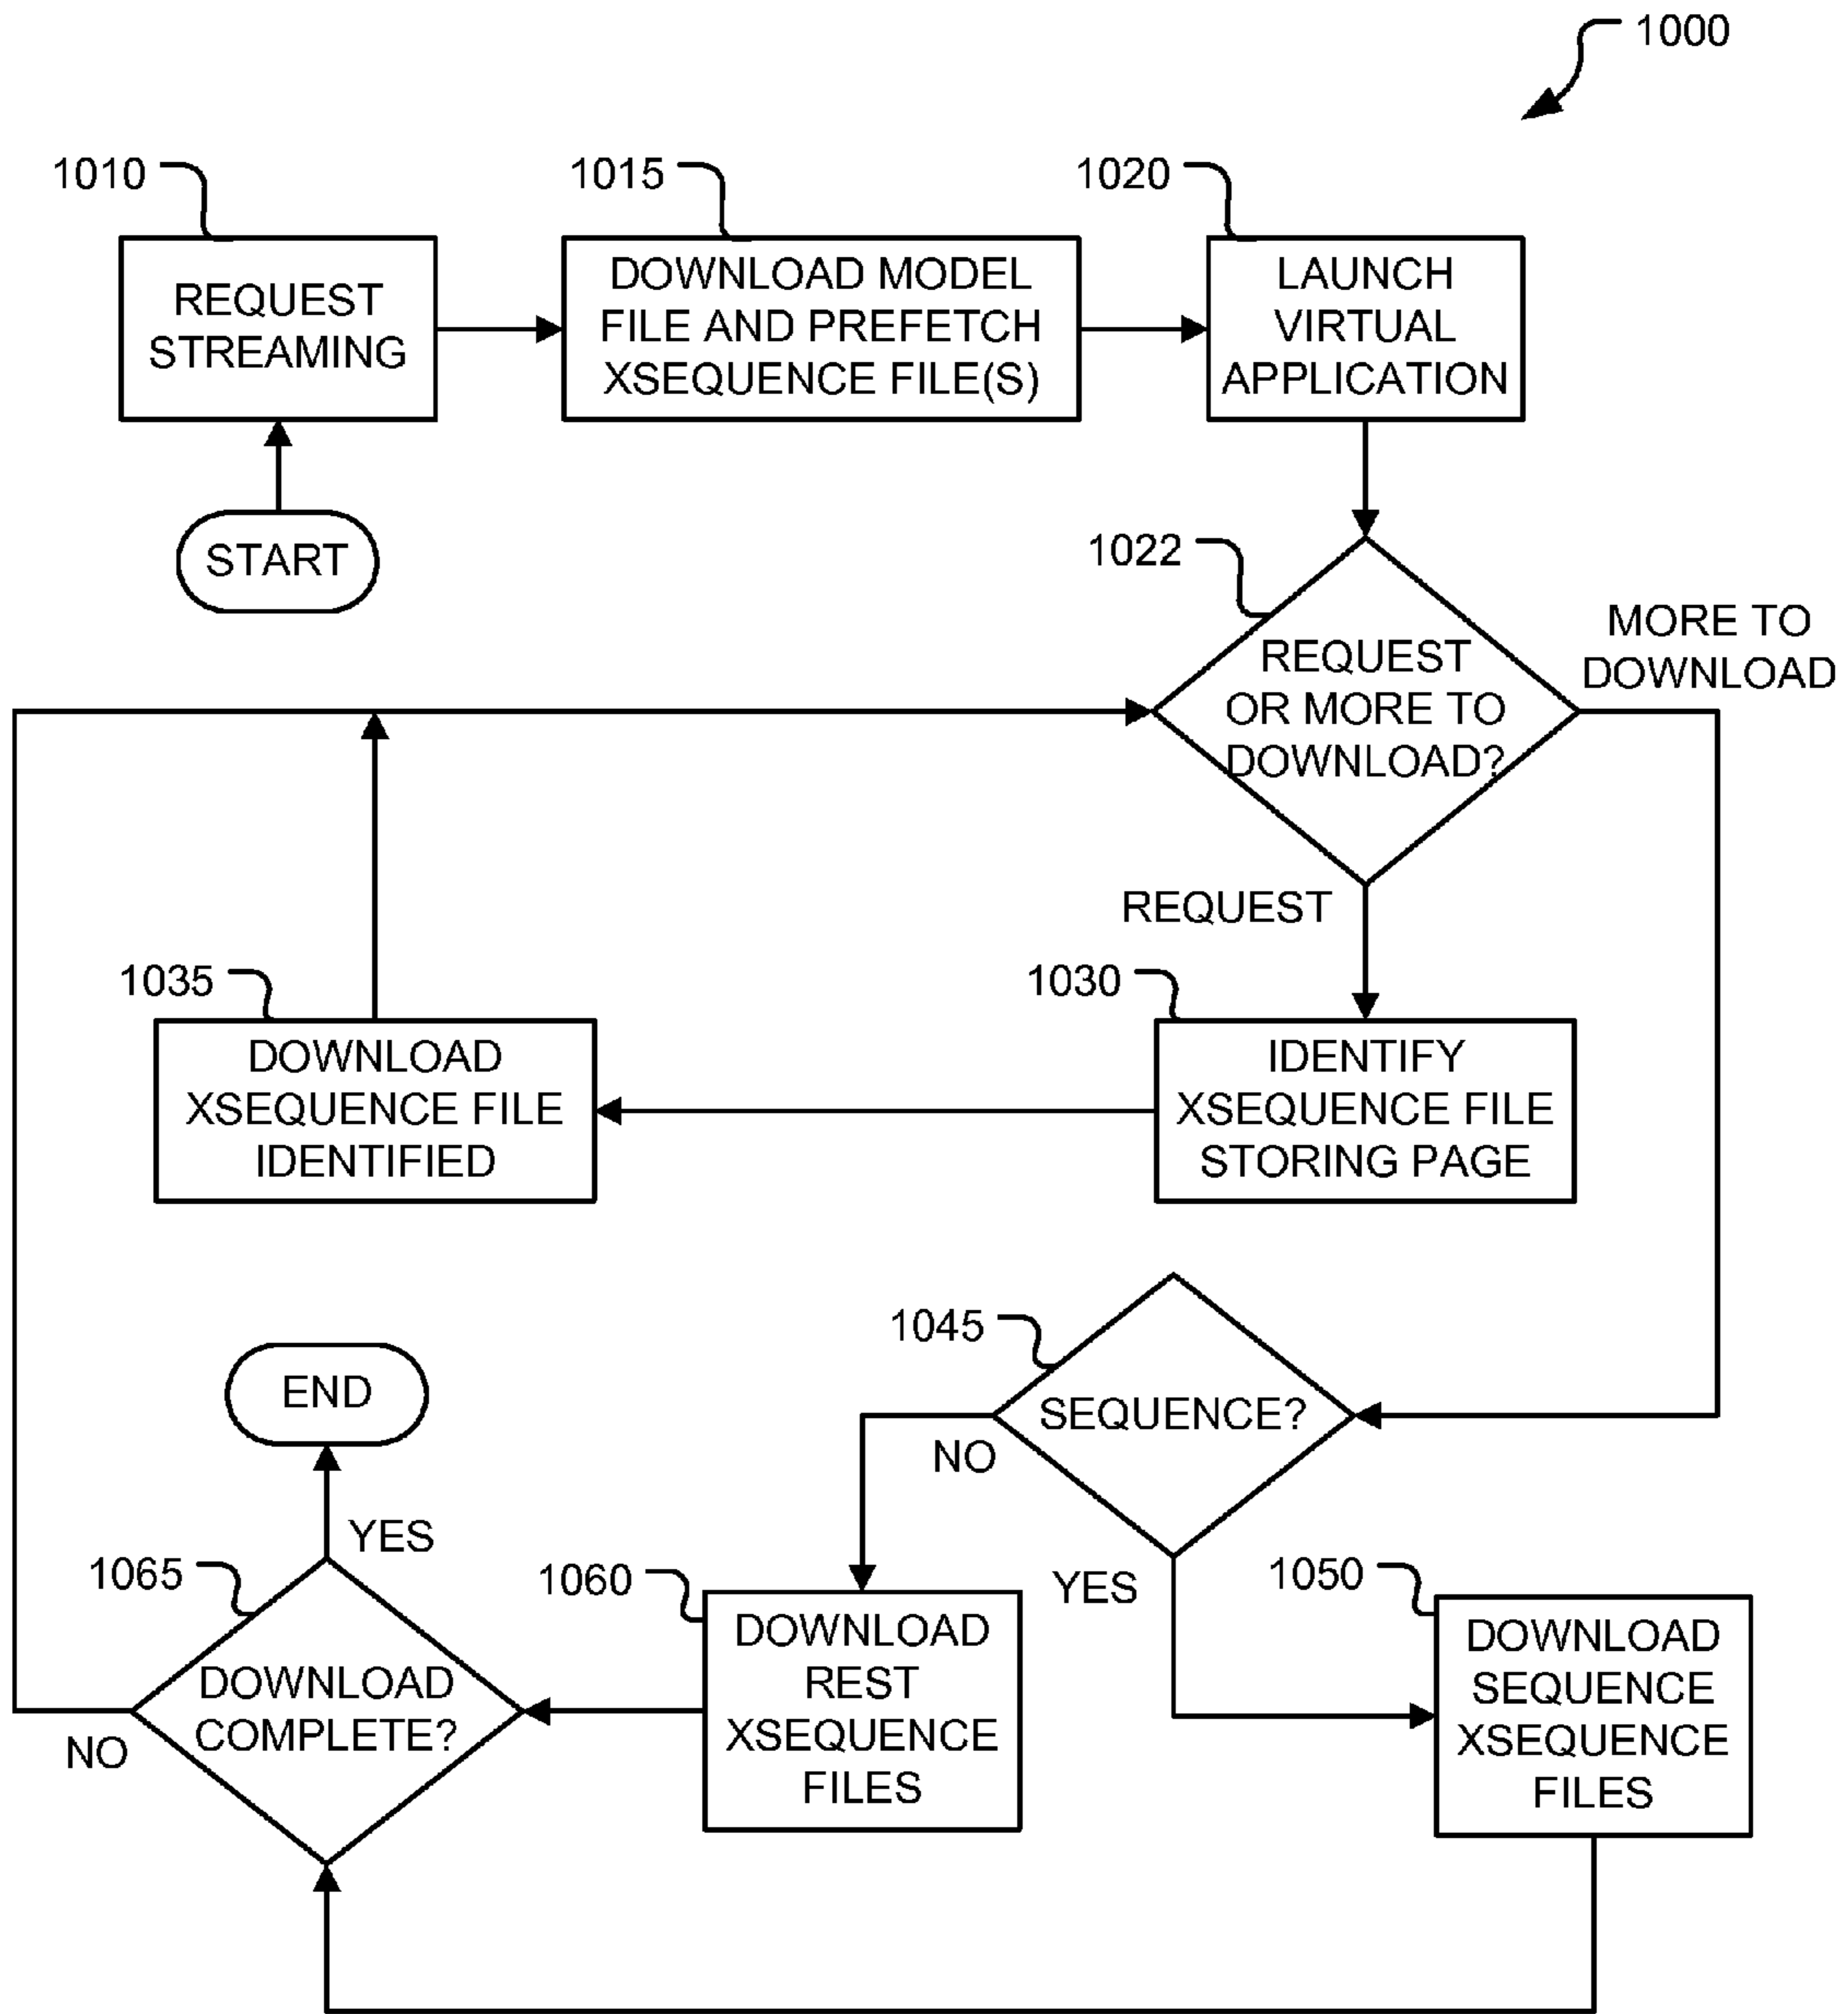 1000
1010
1015
1020
REQUEST
STREAMING
DOWNLOAD MODEL
FILE AND PREFETCH
XSEQUENCE FILE(S)
LAUNCH
VIRTUAL
APPLICATION
START
1022
REQUEST
OR MORE TO
DOWNLOAD?
MORE TO
DOWNLOAD
REQUEST
1035
1030
DOWNLOAD
XSEQUENCE FILE
IDENTIFIED
IDENTIFY
XSEQUENCE FILE
STORING PAGE
1045
SEQUENCE?
END
NO
YES
YES
1065
1060
1050
DOWNLOAD
COMPLETE?
NO
DOWNLOAD
REST
XSEQUENCE
FILES
DOWNLOAD
SEQUENCE
XSEQUENCE
FILES